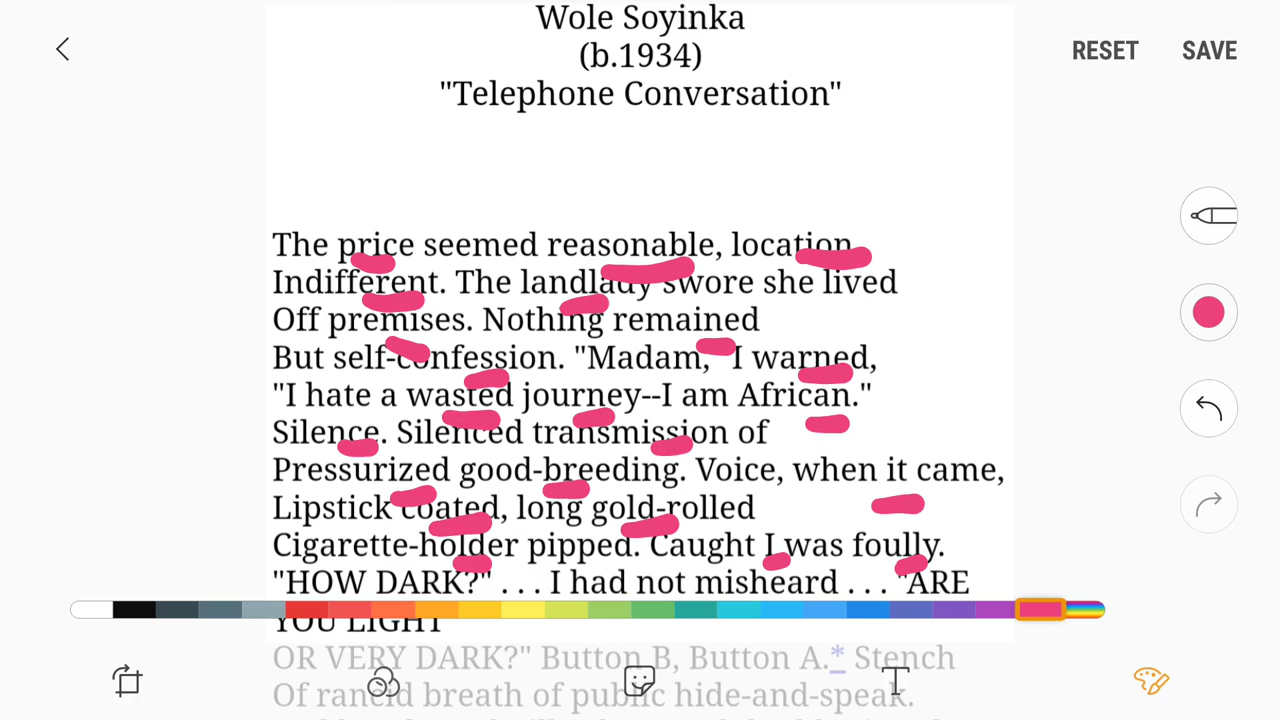 Wole Soyinka
(b.1934)
RESET SAVE
"Telephone Conversation"
The price seemed reasonable, location
Indifferent. The landlady swore she lived
Off premises. Nothing remained
But self-confession. "Madam," I warned,
"I hate a wasted journey--I am African."
Silence. Silenced transmission of
Pressurized good-breeding. Voice, when it came,
Lipstick coated, long gold-rolled
Cigarette-holder pipped. Caught I was foully.
"HOW DARK?" . . . I had not misheard . . . "ARE
YOU LIGHT
OR VERY DARK?" Button B, Button A.* Stench
Of rancid breath of public hide-and-speak.
T